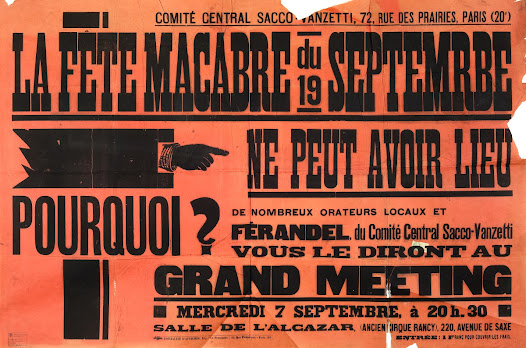 COMITÉ CENTRAL SACCO-VANZETTI, 72, RUE DES PRAIRIES, PARIS (20e)
LA FÊTE MACABRE du 19 SEPTEMRBE
NE PEUT AVOIR LIEU
POURQUOI ?
DE NOMBREUX ORATEURS LOCAUX ET
FÉRANDEL, du Comité Central Sacco-Vanzetti
VOUS LE DIRONT AU
GRAND MEETING
MERCREDI 7 SEPTEMBRE, à 20 h. 30
SALLE DE L'ALCAZAR, (ANCIEN CIRQUE RANCY), 220, AVENUE DE SAXE
ENTRÉE : 1 FRANC POUR COUVRIR LES FRAIS